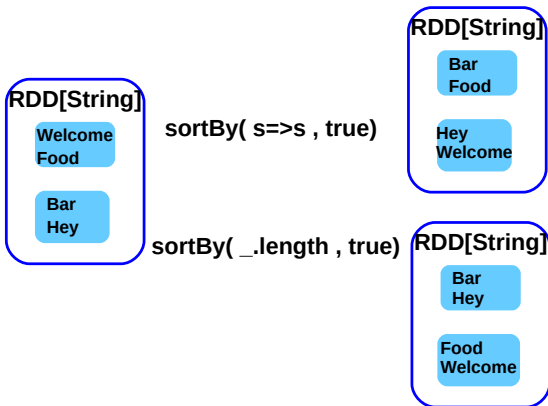 RDD[String]
Welcome
Food
Bar
Hey
sortBy( s=>s , true)
RDD[String]
Bar
Food
Hey
Welcome
sortBy( _.length , true)
RDD[String]
Bar
Hey
Food
Welcome